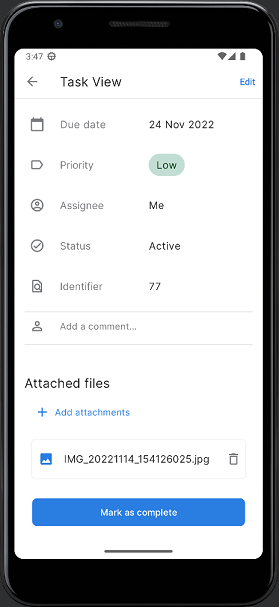 3:47
Task View
Edit
Due date 24 Nov 2022
Priority Low
Assignee Me
Status Active
Identifier 77
Add a comment...
Attached files
Add attachments
IMG_20221114_154126025.jpg
Mark as complete